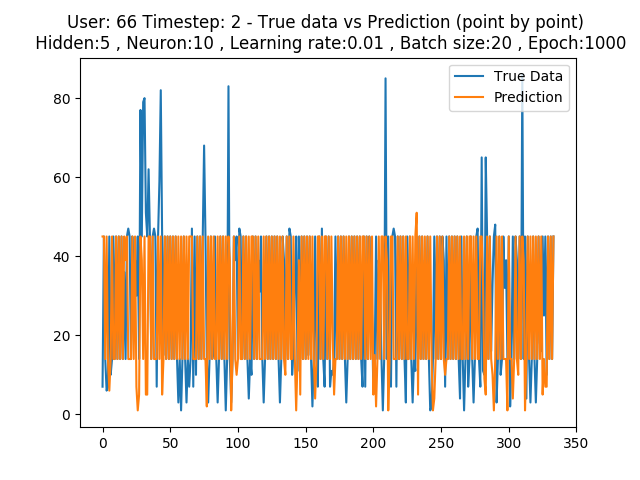 User: 66 Timestep: 2 - True data vs Prediction (point by point)
Hidden:5 , Neuron:10 , Learning rate:0.01 , Batch size:20 , Epoch:1000
True Data
Prediction
80
60
40
20
0
0 50 100 150 200 250 300 350